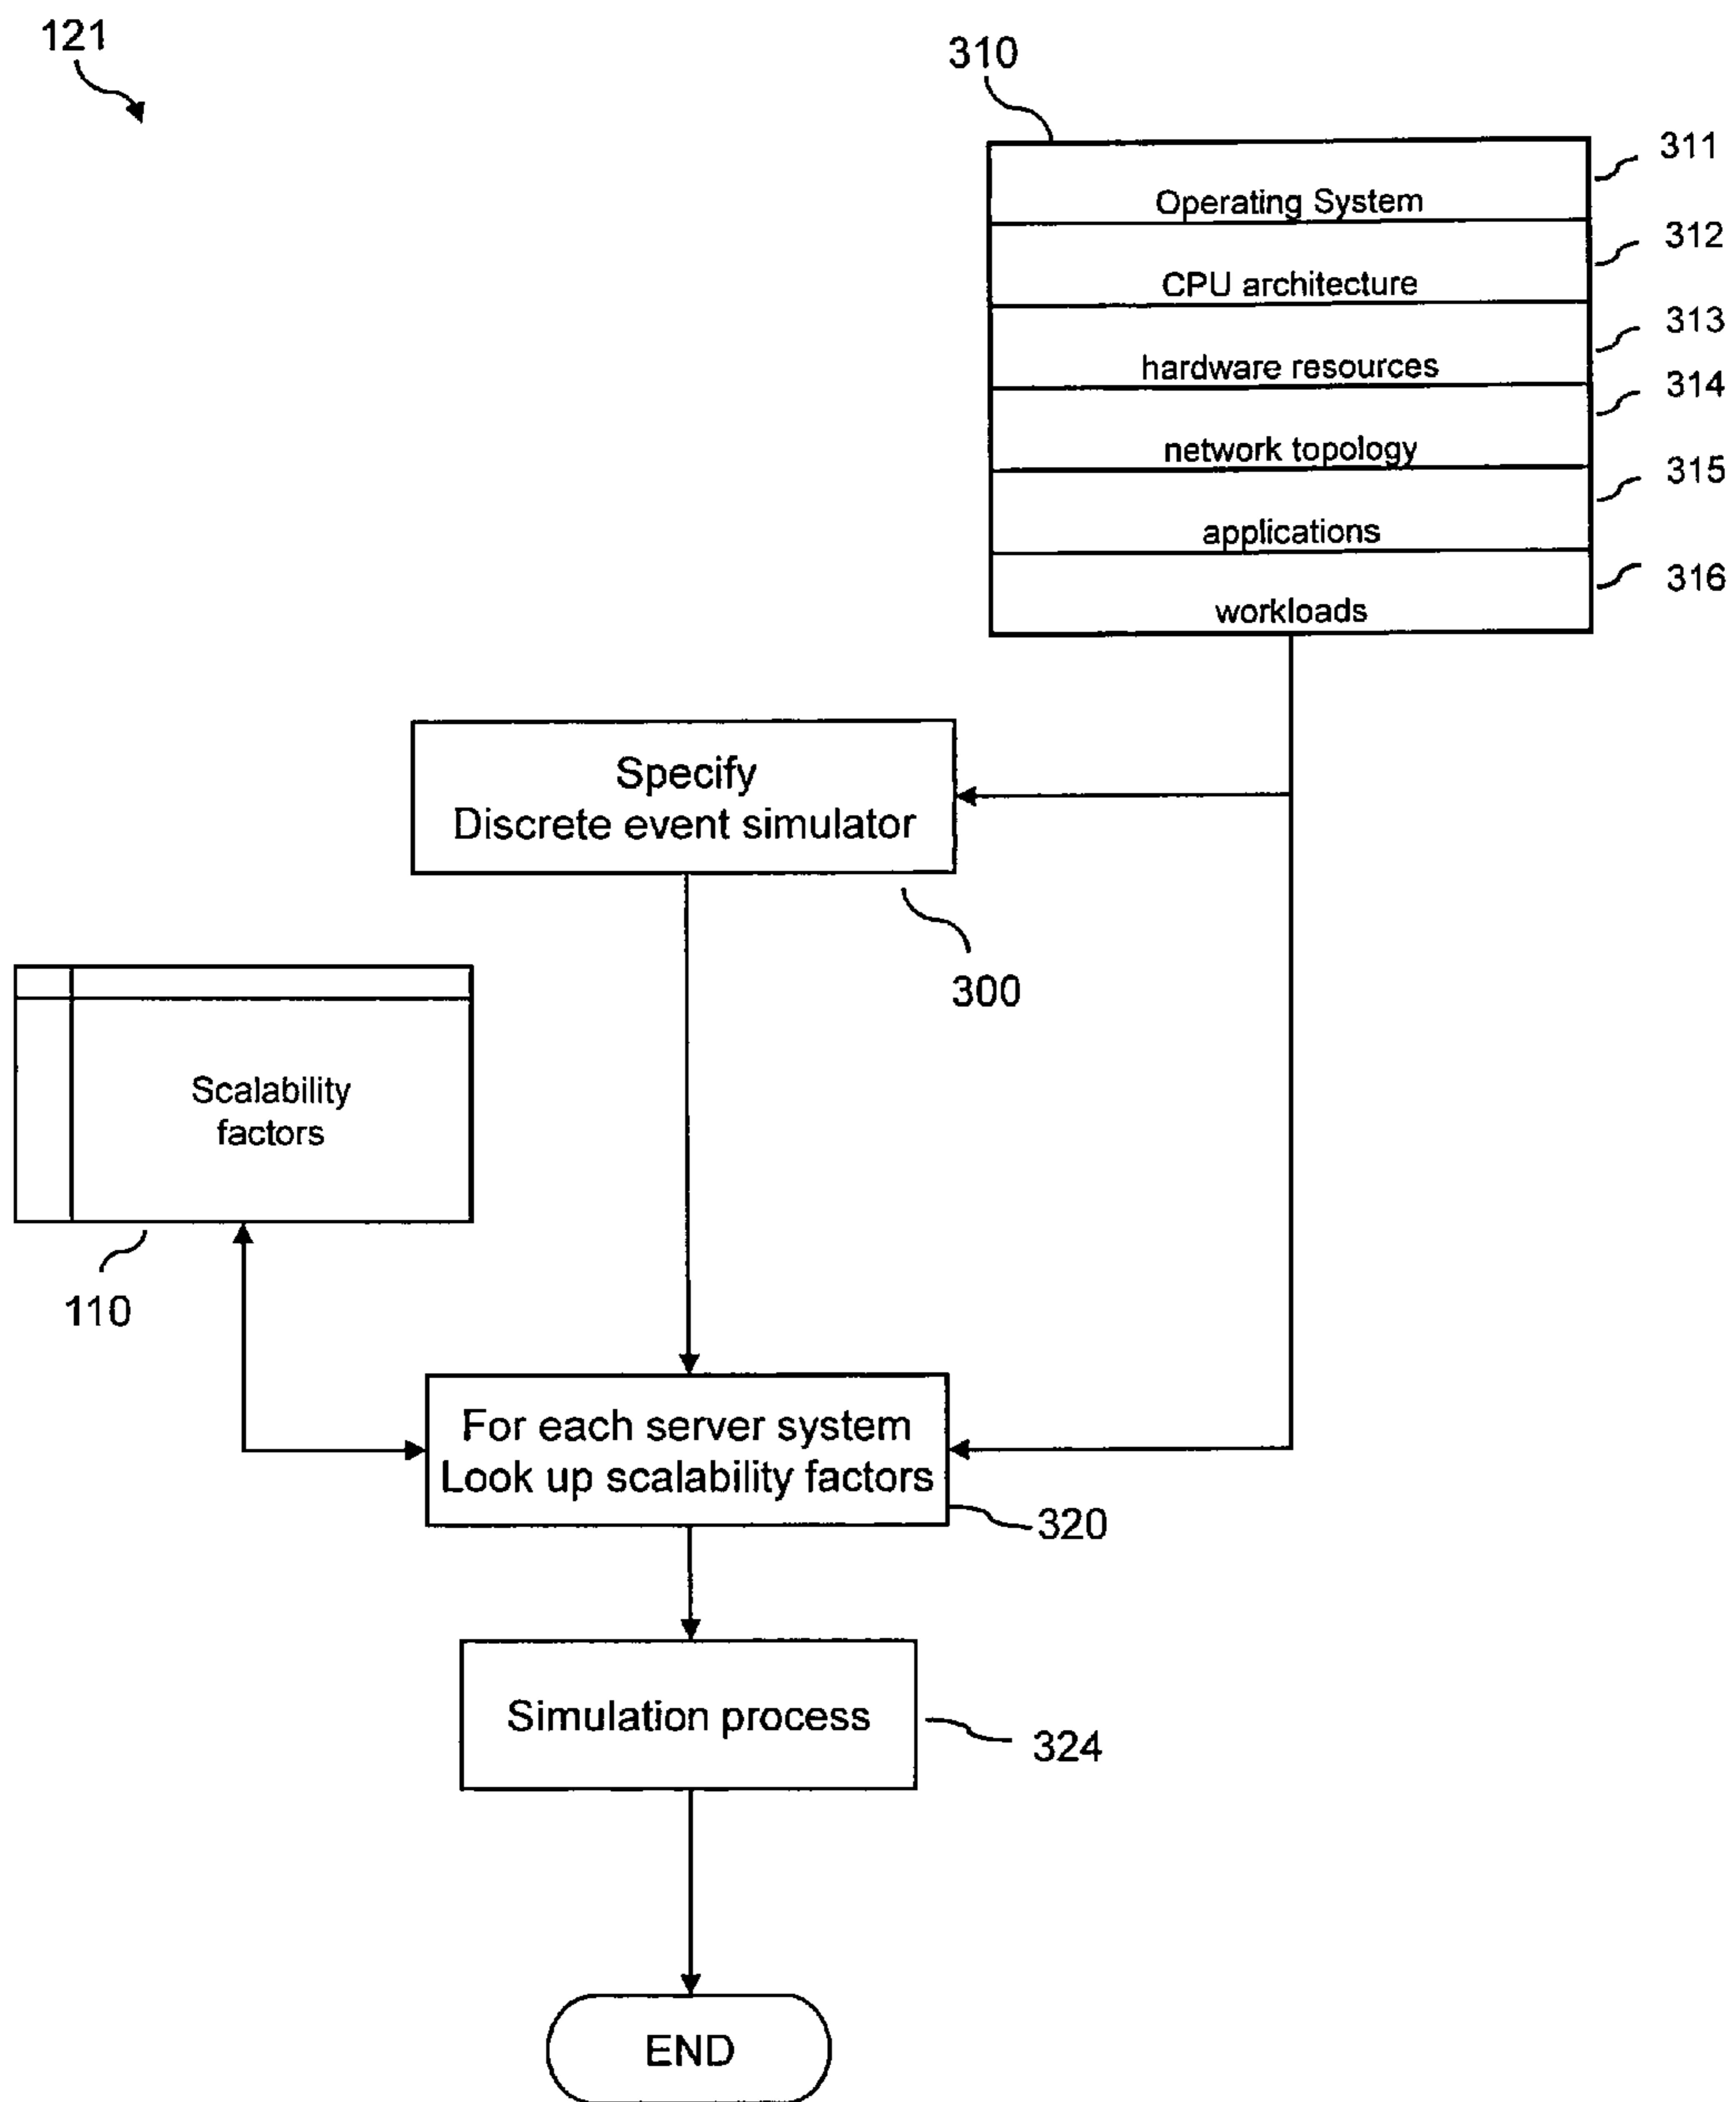 121
310
311
Operating System
312
CPU architecture
313
hardware resources
314
network topology
315
applications
316
workloads
Specify
Discrete event simulator
300
Scalability
factors
110
For each server system
Look up scalability factors
320
Simulation process
324
END